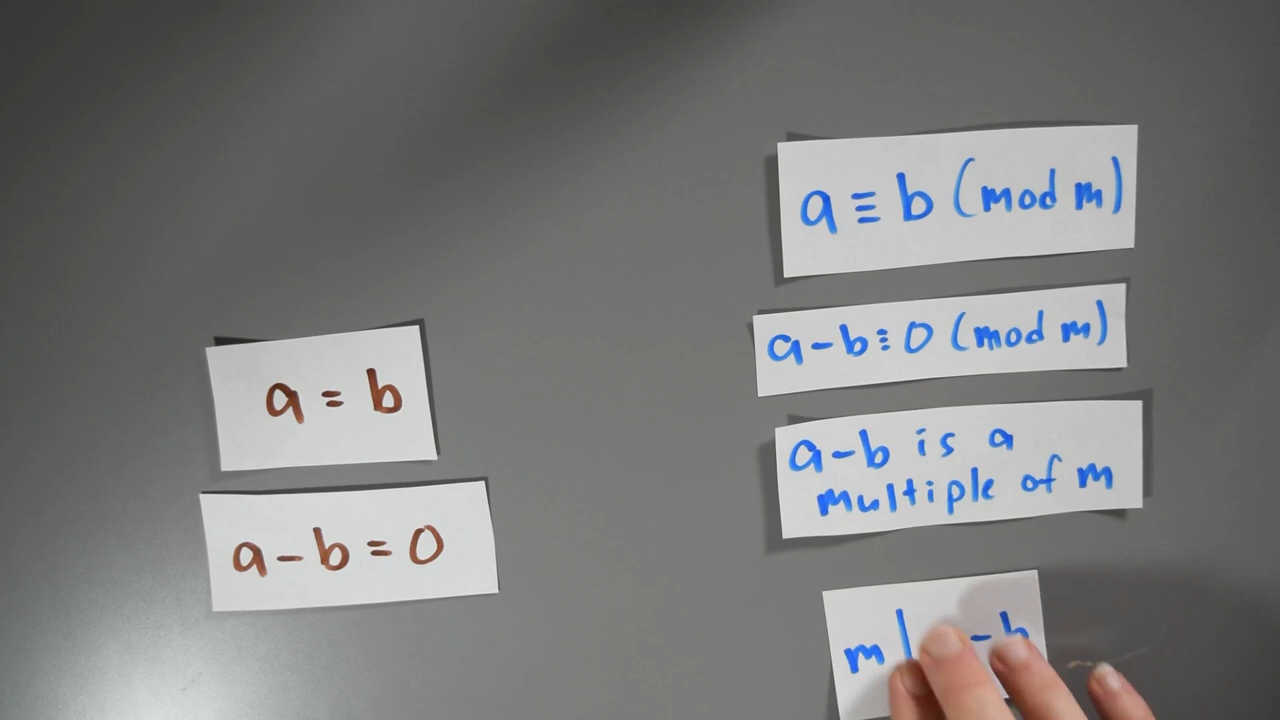 a = b
a - b = 0
a ≡ b (mod m)
a - b ≡ 0 (mod m)
a - b is a
multiple of m
m | - b